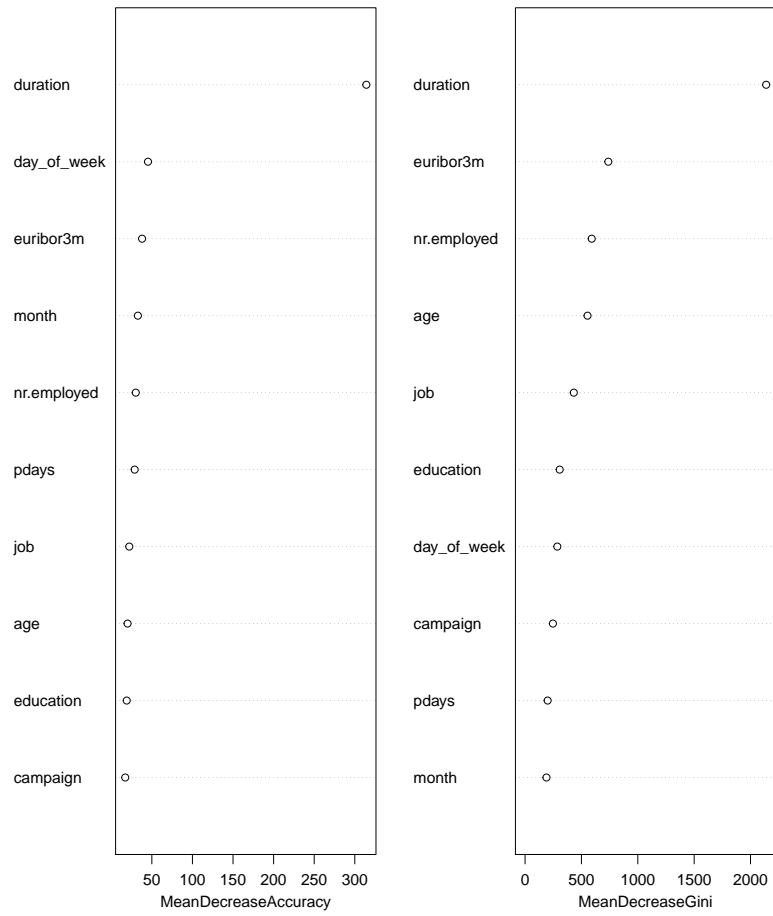 duration
day_of_week
euribor3m
month
nr.employed
pdays
job
age
education
campaign
50 100 150 200 250 300
MeanDecreaseAccuracy
duration
euribor3m
nr.employed
age
job
education
day_of_week
campaign
pdays
month
0 500 1000 1500 2000
MeanDecreaseGini